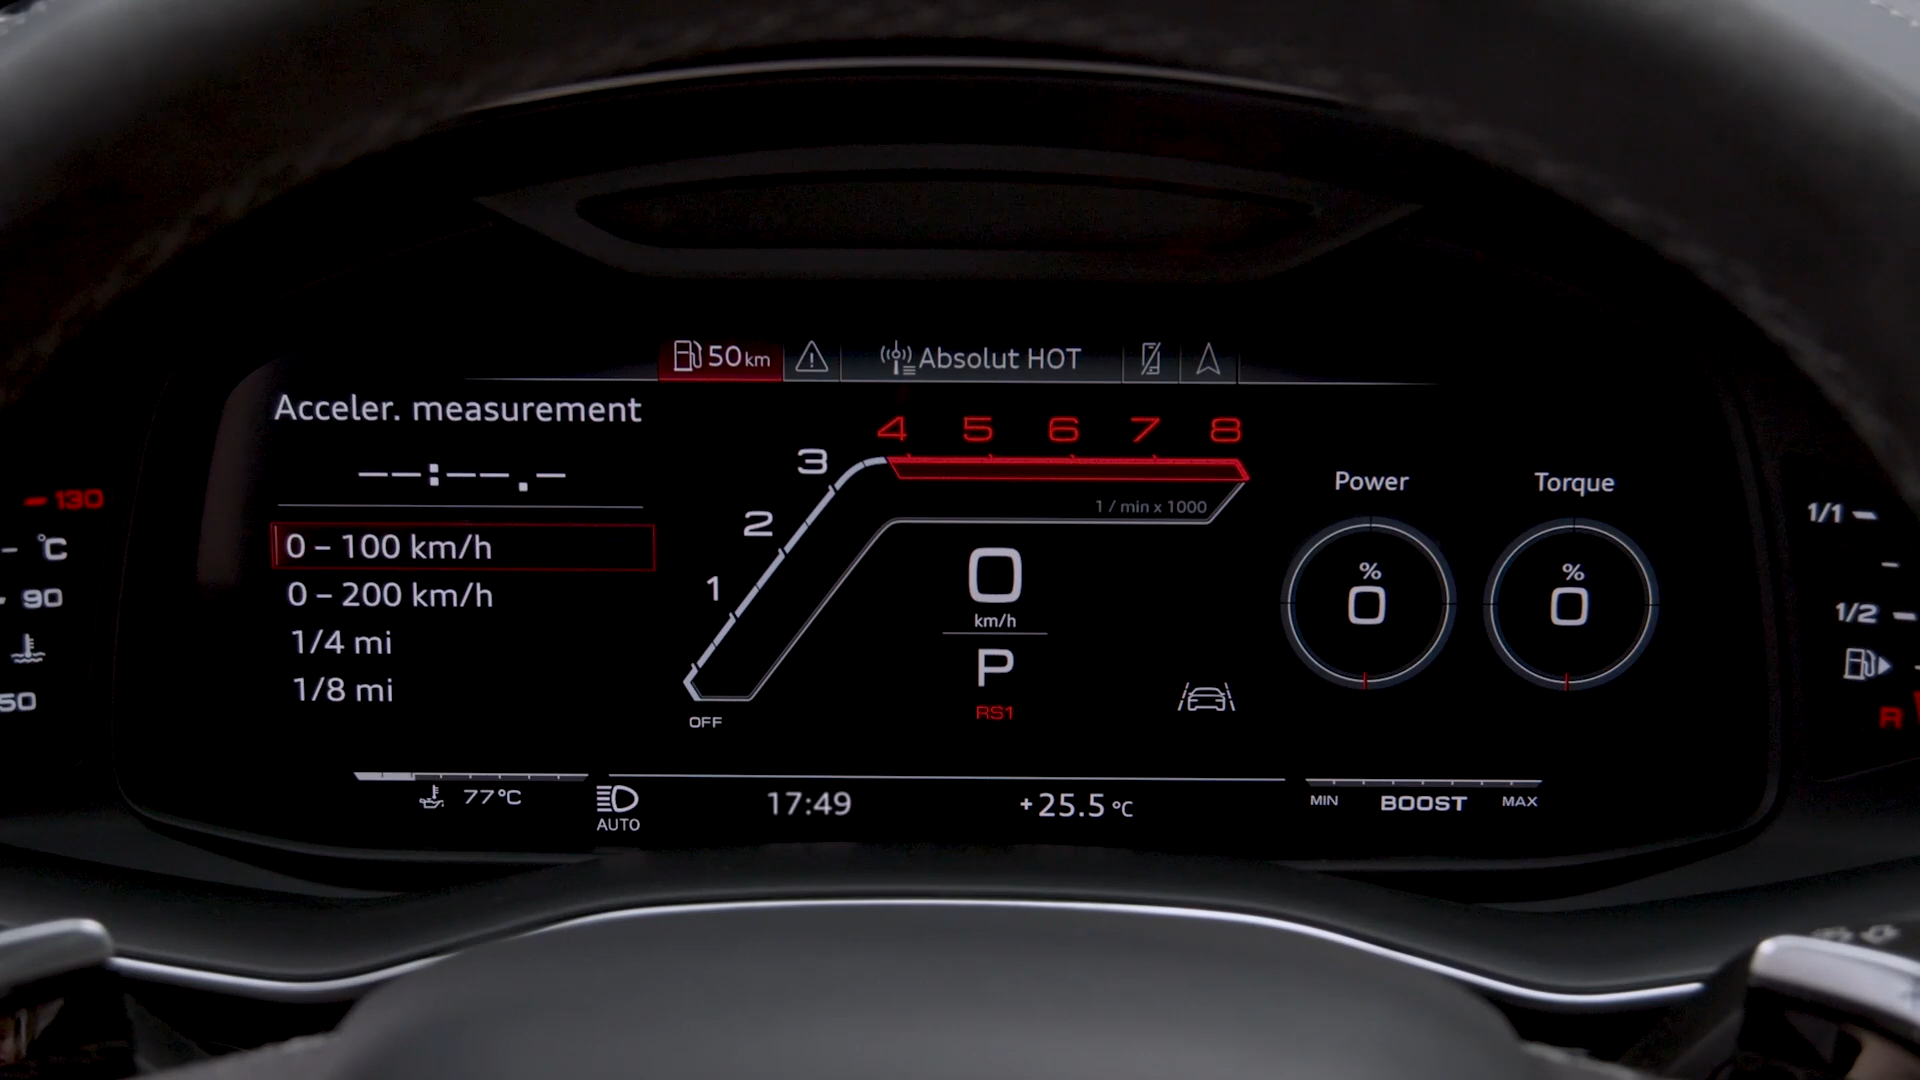 50 km
Absolut HOT
Acceler. measurement
--:--.-
0 – 100 km/h
0 – 200 km/h
1/4 mi
1/8 mi
OFF
1
2
3
4 5 6 7 8
1 / min x 1000
0
km/h
P
RS1
Power
%
0
Torque
%
0
130
°C
90
50
1/1
1/2
R
77°C
AUTO
17:49
+25.5 °C
MIN BOOST MAX